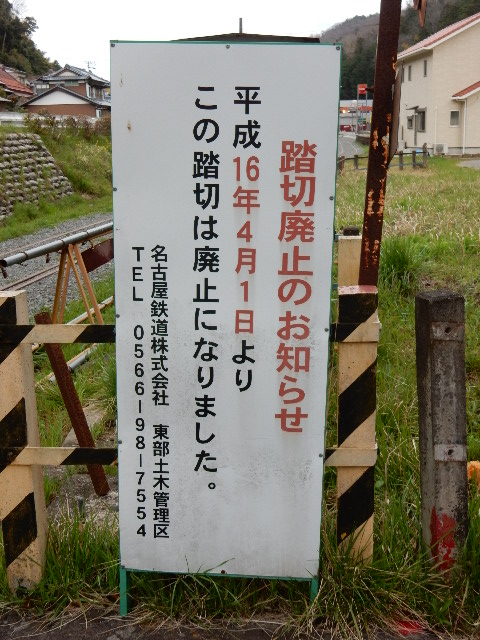 踏切廃止のお知らせ
平成16年4月1日より
この踏切は廃止になりました。
名古屋鉄道株式会社 東部土木管理区
TEL 0566-98-7554